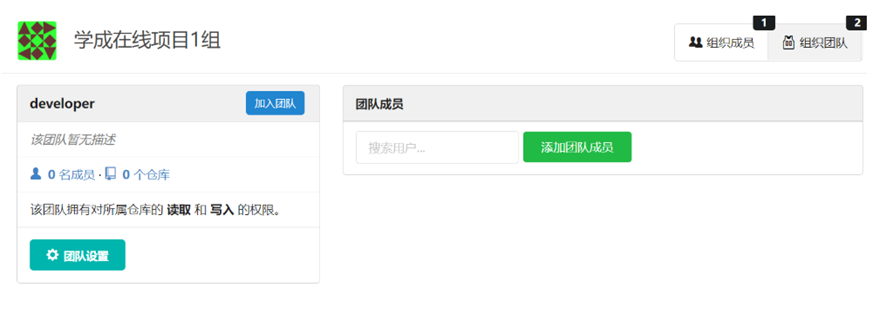 学成在线项目1组
1
组织成员
2
组织团队
developer
加入团队
该团队暂无描述
0 名成员 · 0 个仓库
该团队拥有对所属仓库的 读取 和 写入 的权限。
团队设置
团队成员
搜索用户...
添加团队成员